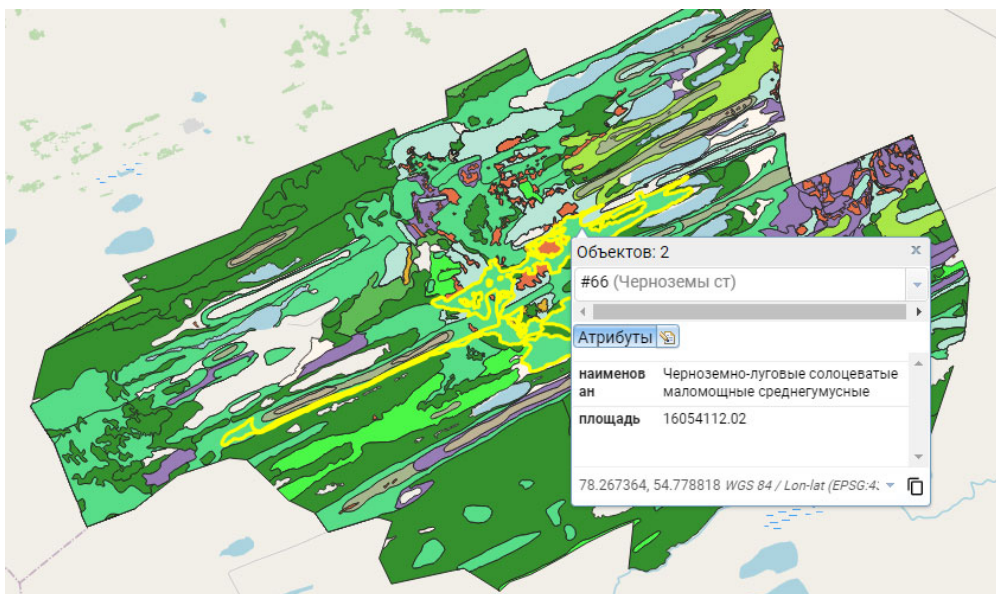 Объектов: 2
x
#66 (Черноземы ст)
Атрибуты
наименов
ан
Черноземно-луговые солоцеватые
маломощные среднегумусные
площадь
16054112.02
78.267364, 54.778818 WGS 84 / Lon-lat (EPSG:4: